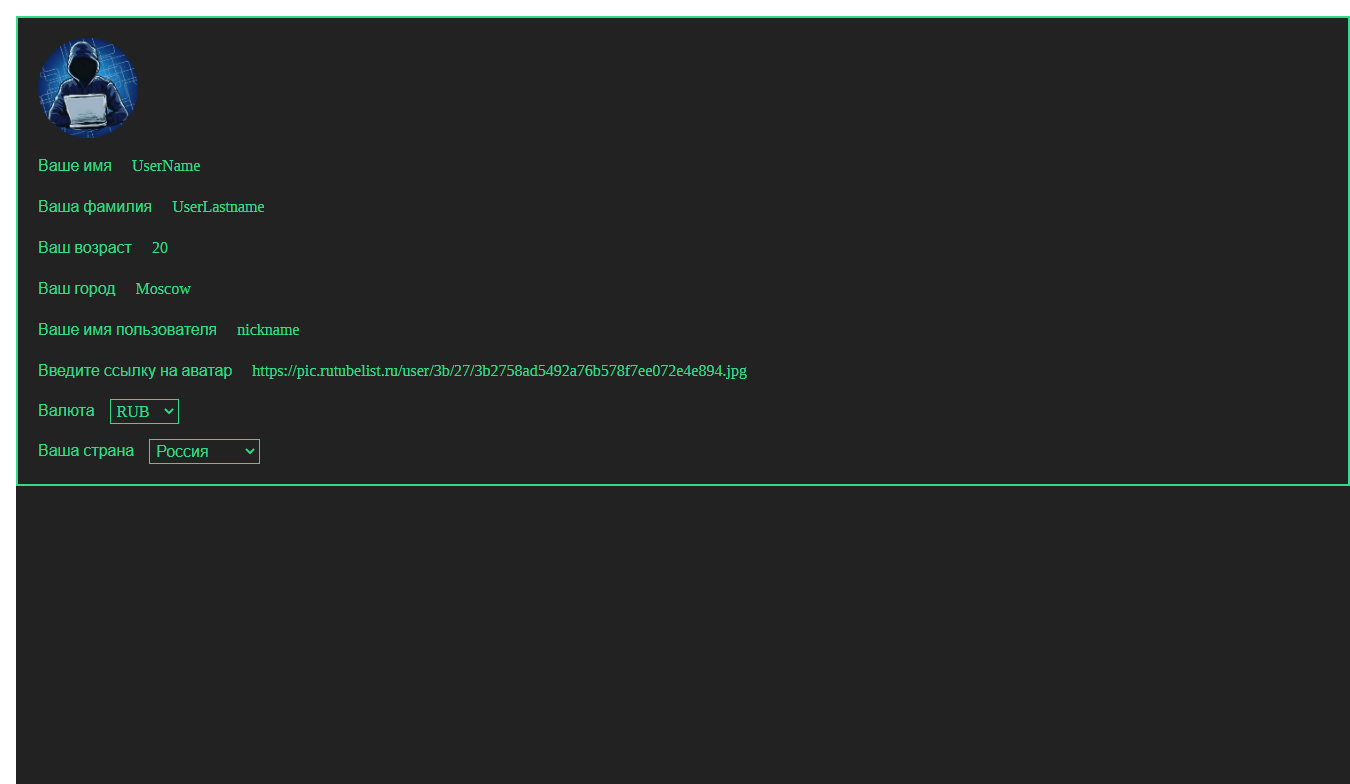 Ваше имя UserName
Ваша фамилия UserLastname
Ваш возраст 20
Ваш город Moscow
Ваше имя пользователя nickname
Введите ссылку на аватар https://pic.rutubelist.ru/user/3b/27/3b2758ad5492a76b578f7ee072e4e894.jpg
Валюта RUB
Ваша страна Россия